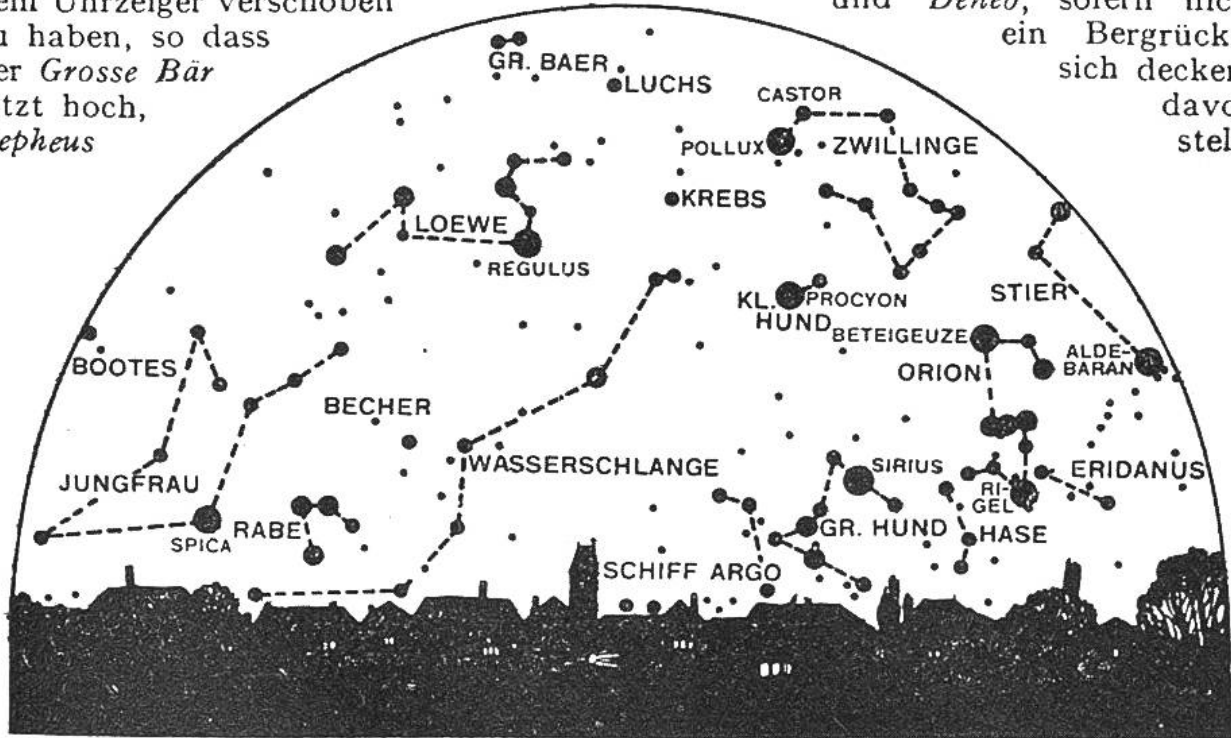 em Uhrzeiger verschoben
u haben, so dass
er Grosse Bär
tzt hoch,
epheus
und Deneb, sofern nic
ein Bergrück
sich decken
davo
stel
GR. BAER
LUCHS
CASTOR
POLLUX
ZWILLINGE
KREBS
LOEWE
REGULUS
STIER
KL.
HUND
PROCYON
BETEIGEUZE
ORION
ALDE-
BARAN
BOOTES
BECHER
WASSERSCHLANGE
SIRIUS
ERIDANUS
JUNGFRAU
RI-
GEL
SPICA
RABE
GR. HUND
HASE
SCHIFF ARGO